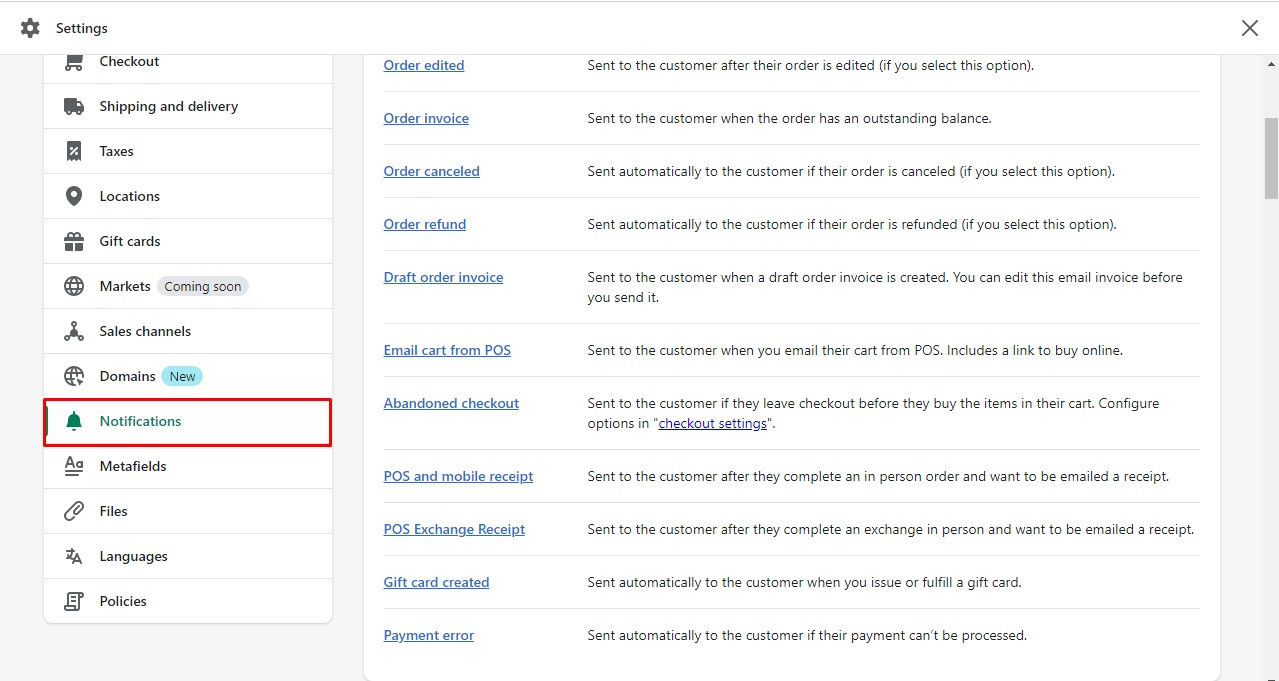 Settings
Checkout
Shipping and delivery
Taxes
Locations
Gift cards
Markets Coming soon
Sales channels
Domains New
Notifications
Metafields
Files
Languages
Policies
Order edited Sent to the customer after their order is edited (if you select this option).
Order invoice Sent to the customer when the order has an outstanding balance.
Order canceled Sent automatically to the customer if their order is canceled (if you select this option).
Order refund Sent automatically to the customer if their order is refunded (if you select this option).
Draft order invoice Sent to the customer when a draft order invoice is created. You can edit this email invoice before
you send it.
Email cart from POS Sent to the customer when you email their cart from POS. Includes a link to buy online.
Abandoned checkout Sent to the customer if they leave checkout before they buy the items in their cart. Configure
options in "checkout settings".
POS and mobile receipt Sent to the customer after they complete an in person order and want to be emailed a receipt.
POS Exchange Receipt Sent to the customer after they complete an exchange in person and want to be emailed a receipt.
Gift card created Sent automatically to the customer when you issue or fulfill a gift card.
Payment error Sent automatically to the customer if their payment can’t be processed.